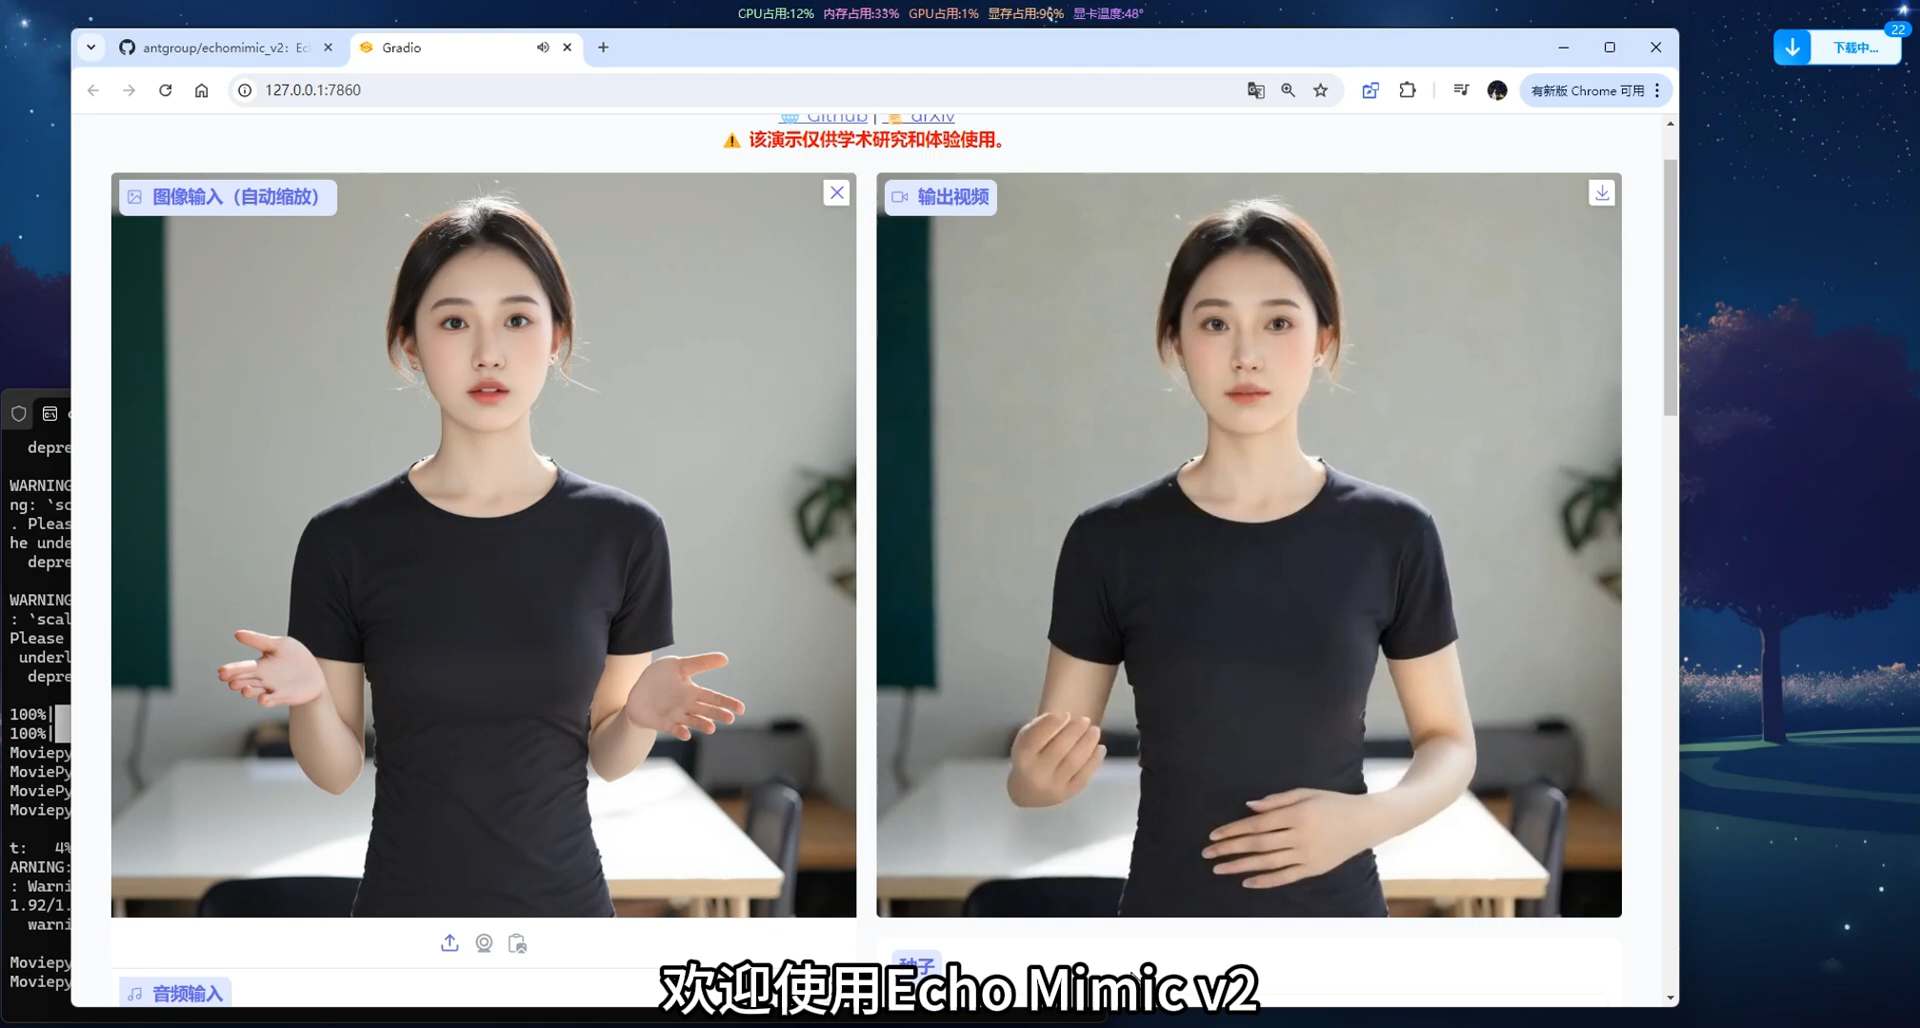 CPU占用:12% 内存占用:33% GPU占用:1% 显存占用:96% 显卡温度:48°
antgroup/echomimic_v2: Ec
Gradio
22
下载中...
127.0.0.1:7860
有新版 Chrome 可用
Github | arXiv
该演示仅供学术研究和体验使用。
图像输入（自动缩放）
输出视频
depre
WARNING
ng: `sc
. Pleas
he unde
depre
WARNING
: `scal
Please
underl
depre
100%|
100%|
Moviepy
MoviePy
MoviePy
Moviepy
t: 4%
ARNING:
: Warni
1.92/1.
warni
Moviepy
Moviepy
种子
音频输入
欢迎使用Echo Mimic v2